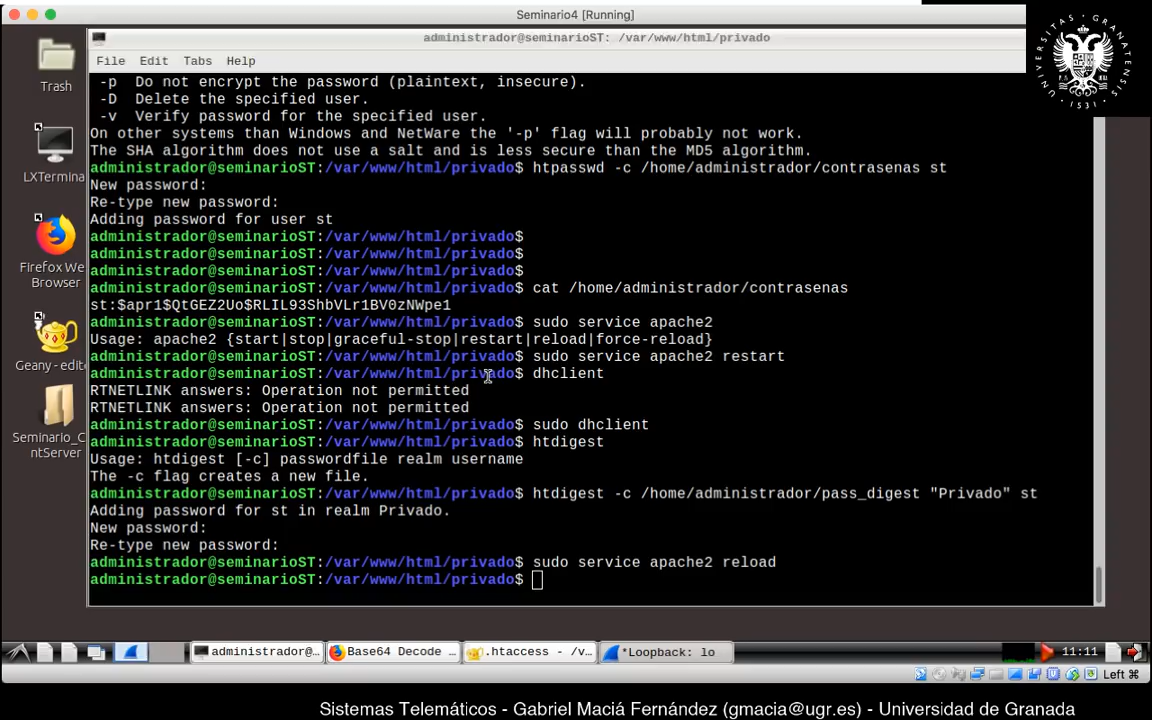 Seminario4 [Running]
administrador@seminarioST: /var/www/html/privado
File Edit Tabs Help
-p Do not encrypt the password (plaintext, insecure).
-D Delete the specified user.
-v Verify password for the specified user.
On other systems than Windows and NetWare the '-p' flag will probably not work.
The SHA algorithm does not use a salt and is less secure than the MD5 algorithm.
administrador@seminarioST:/var/www/html/privado$ htpasswd -c /home/administrador/contrasenas st
New password:
Re-type new password:
Adding password for user st
administrador@seminarioST:/var/www/html/privado$
administrador@seminarioST:/var/www/html/privado$
administrador@seminarioST:/var/www/html/privado$
administrador@seminarioST:/var/www/html/privado$ cat /home/administrador/contrasenas
st:$apr1$QtGEZ2Uo$RLIL93ShbVLr1BV0zNWpe1
administrador@seminarioST:/var/www/html/privado$ sudo service apache2
Usage: apache2 {start|stop|graceful-stop|restart|reload|force-reload}
administrador@seminarioST:/var/www/html/privado$ sudo service apache2 restart
administrador@seminarioST:/var/www/html/privado$ dhclient
RTNETLINK answers: Operation not permitted
RTNETLINK answers: Operation not permitted
administrador@seminarioST:/var/www/html/privado$ sudo dhclient
administrador@seminarioST:/var/www/html/privado$ htdigest
Usage: htdigest [-c] passwordfile realm username
The -c flag creates a new file.
administrador@seminarioST:/var/www/html/privado$ htdigest -c /home/administrador/pass_digest "Privado" st
Adding password for st in realm Privado.
New password:
Re-type new password:
administrador@seminarioST:/var/www/html/privado$ sudo service apache2 reload
administrador@seminarioST:/var/www/html/privado$
Trash
LXTermina
Firefox We
Browser
Geany - edit
Seminario_C
ntServer
UNIVERSITAS GRANATENSIS
1531
administrador@... Base64 Decode ... .htaccess - /v... *Loopback: lo 11:11
Left ⌘
Sistemas Telemáticos - Gabriel Maciá Fernández (gmacia@ugr.es) - Universidad de Granada